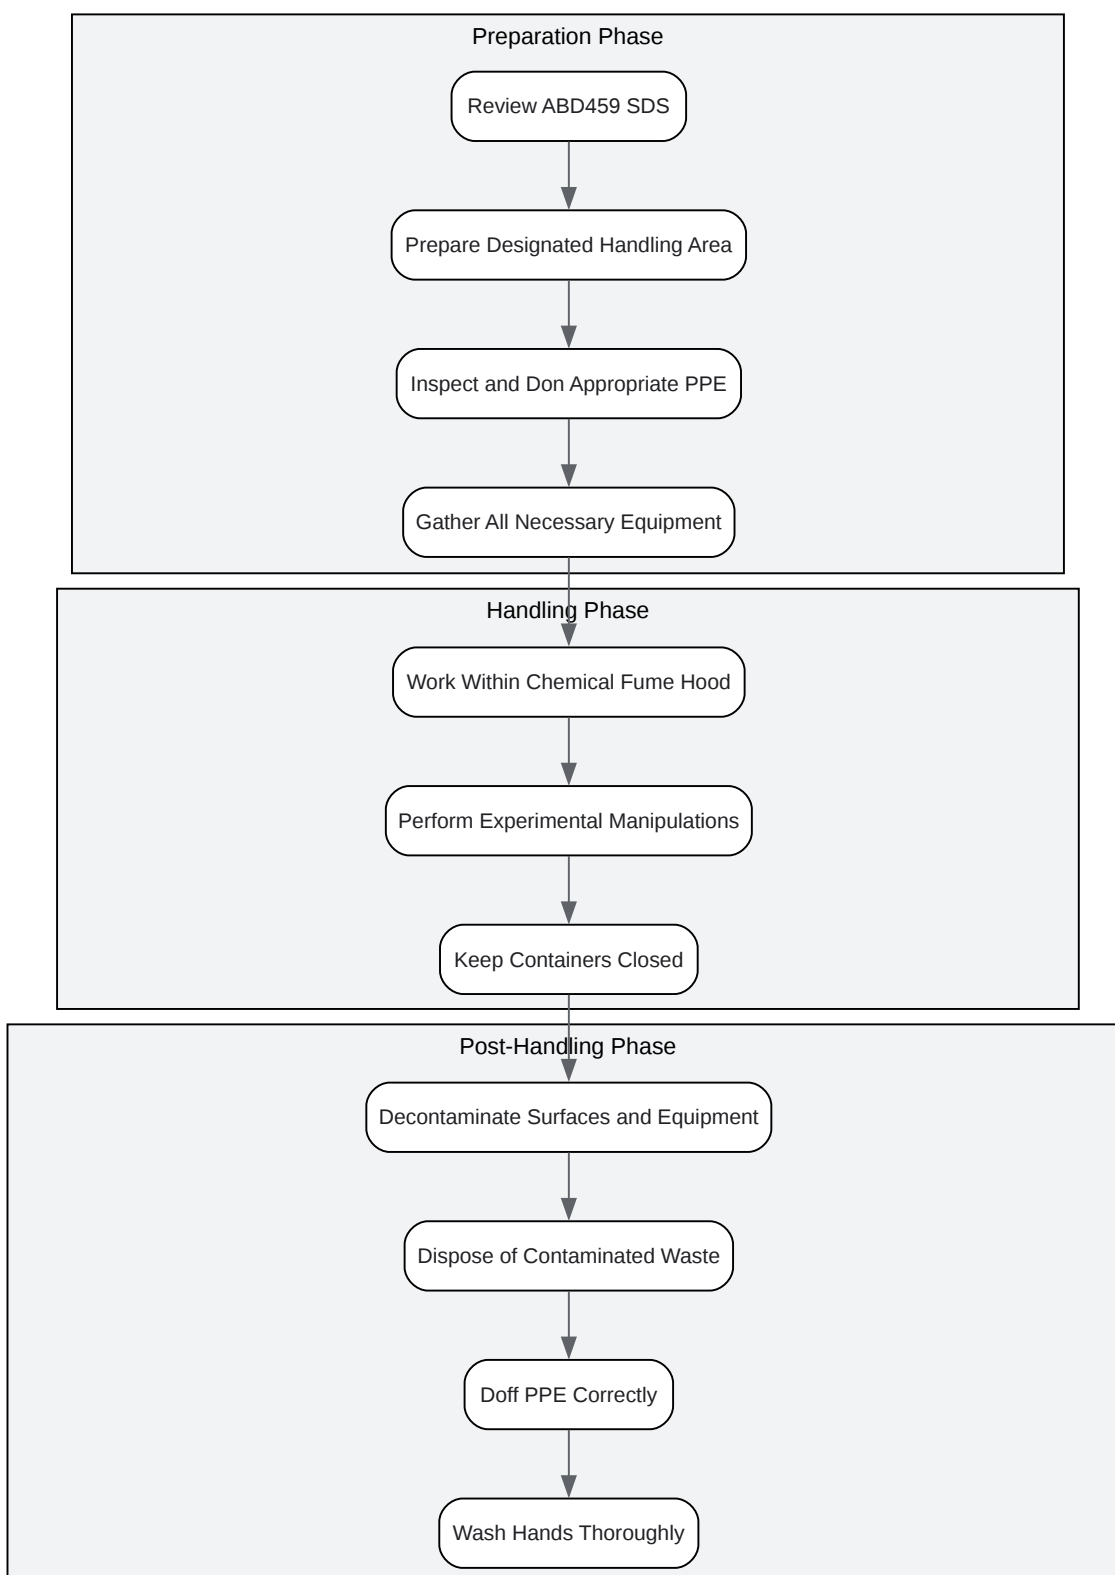 Preparation Phase
Review ABD459 SDS
Prepare Designated Handling Area
Inspect and Don Appropriate PPE
Gather All Necessary Equipment
Handling Phase
Work Within Chemical Fume Hood
Perform Experimental Manipulations
Keep Containers Closed
Post-Handling Phase
Decontaminate Surfaces and Equipment
Dispose of Contaminated Waste
Doff PPE Correctly
Wash Hands Thoroughly